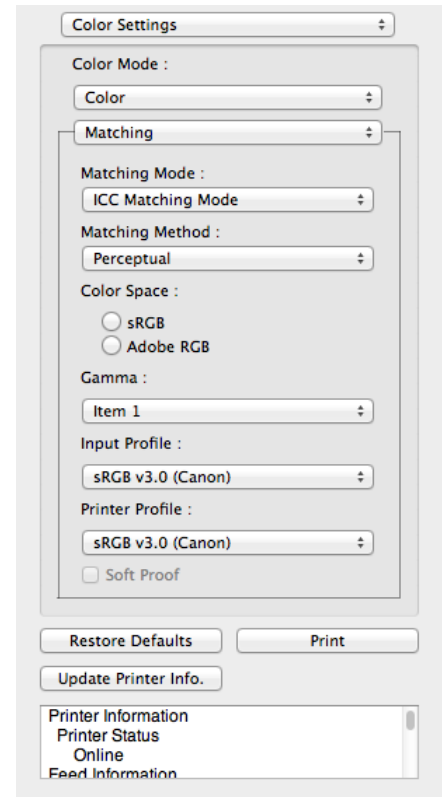 Color Settings
Color Mode :
Color
Matching
Matching Mode :
ICC Matching Mode
Matching Method :
Perceptual
Color Space :
sRGB
Adobe RGB
Gamma :
Item 1
Input Profile :
sRGB v3.0 (Canon)
Printer Profile :
sRGB v3.0 (Canon)
Soft Proof
Restore Defaults Print
Update Printer Info.
Printer Information
Printer Status
Online
Feed Information